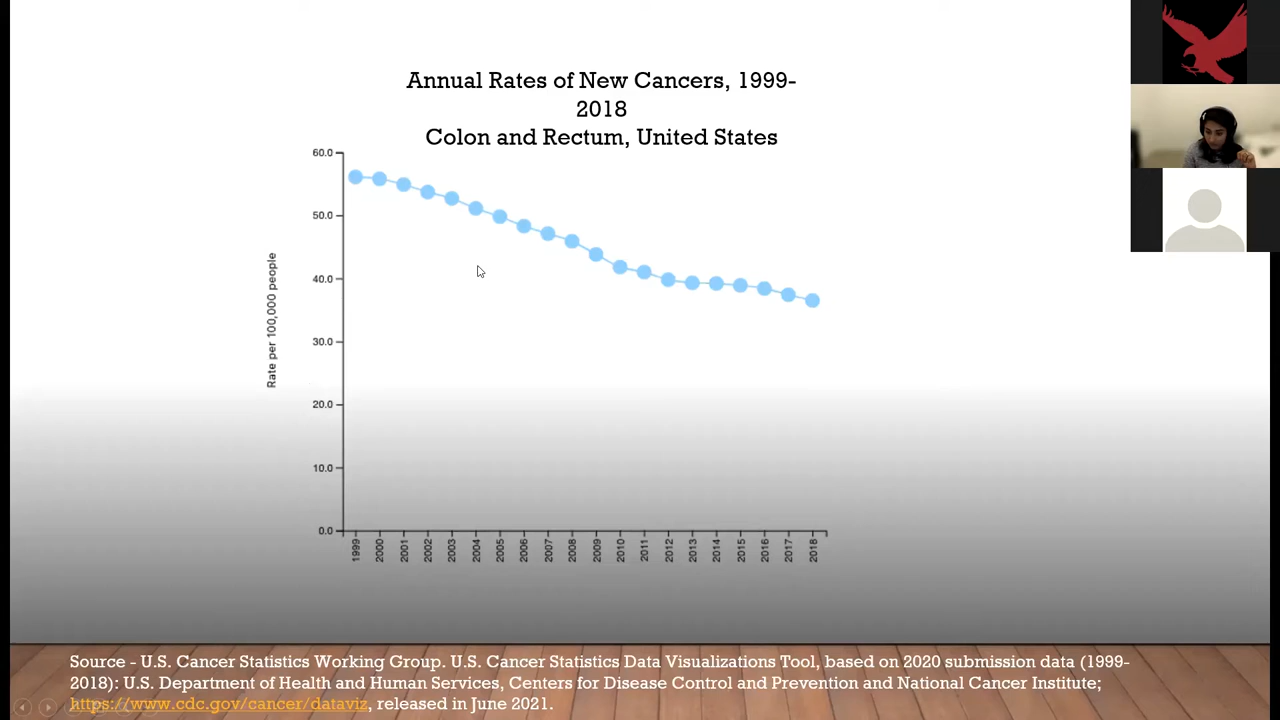 Annual Rates of New Cancers, 1999-
2018
Colon and Rectum, United States
60.0
50.0
40.0
30.0
20.0
10.0
0.0
Rate per 100,000 people
1999 2000 2001 2002 2003 2004 2005 2006 2007 2008 2009 2010 2011 2012 2013 2014 2015 2016 2017 2018
Source - U.S. Cancer Statistics Working Group. U.S. Cancer Statistics Data Visualizations Tool, based on 2020 submission data (1999-
2018): U.S. Department of Health and Human Services, Centers for Disease Control and Prevention and National Cancer Institute;
https://www.cdc.gov/cancer/dataviz, released in June 2021.